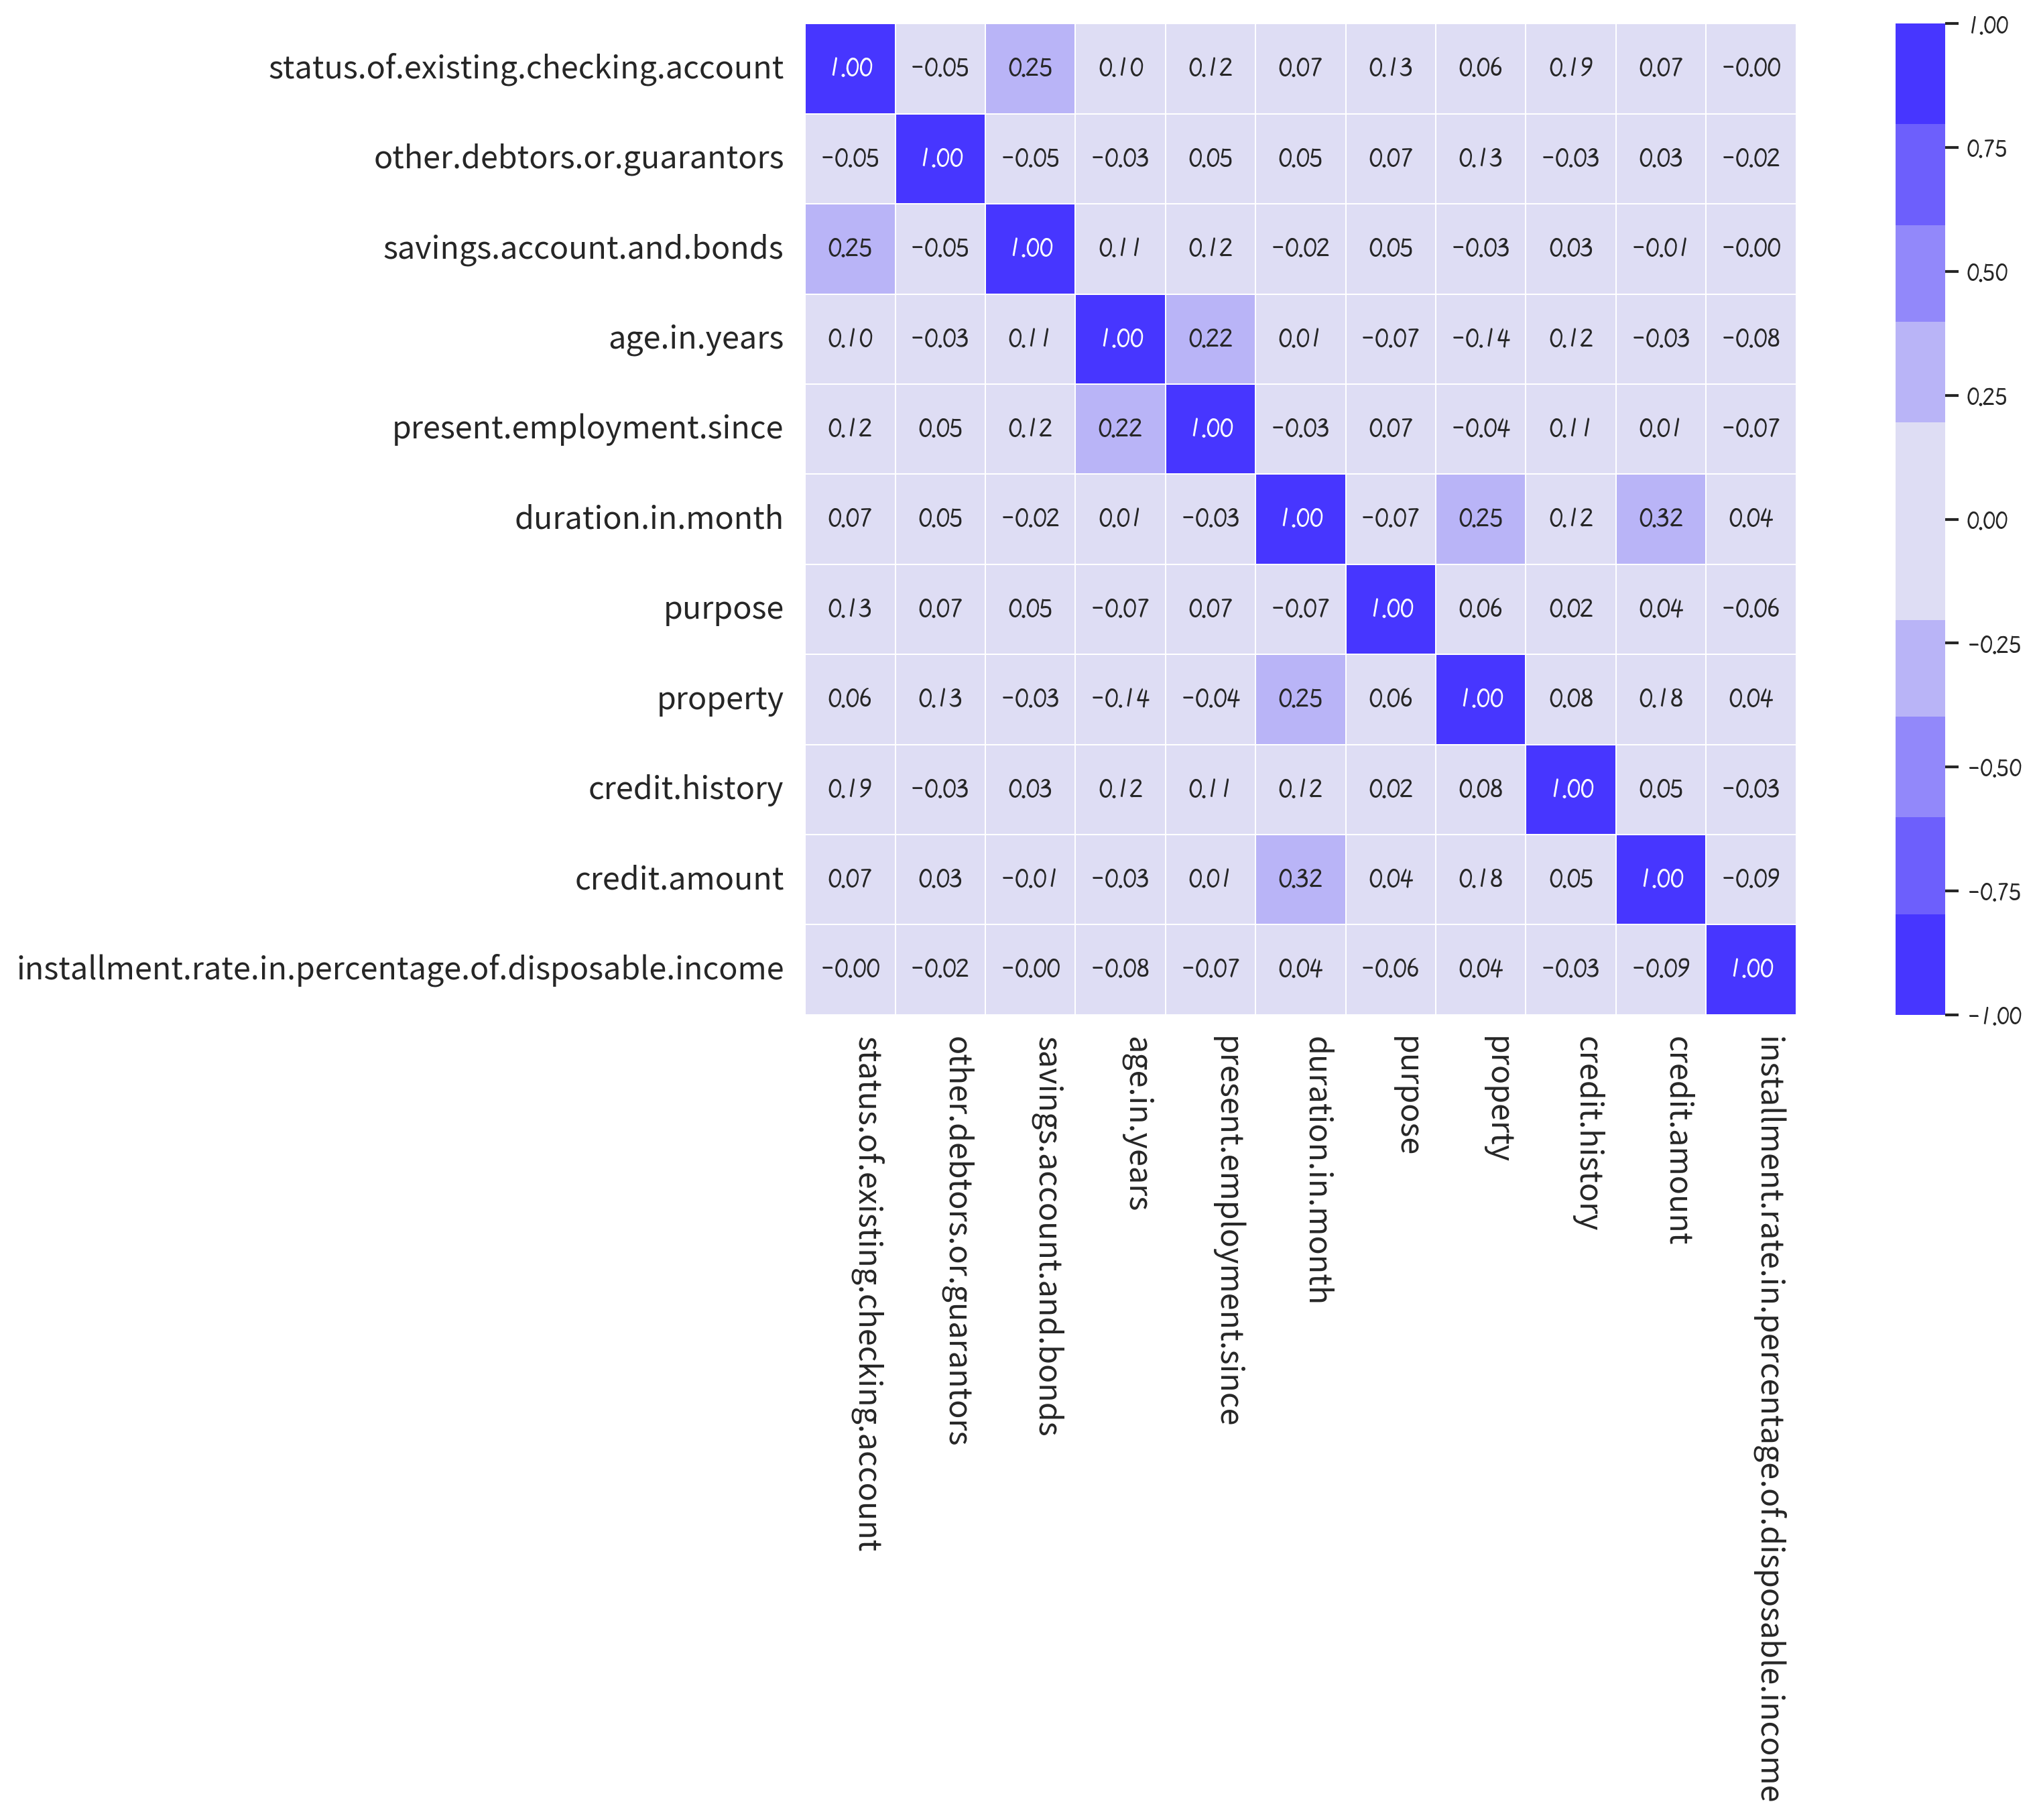 status.of.existing.checking.account 1.00 −0.05 0.25 0.10 0.12 0.07 0.13 0.06 0.19 0.07 −0.00
other.debtors.or.guarantors −0.05 1.00 −0.05 −0.03 0.05 0.05 0.07 0.13 −0.03 0.03 −0.02
savings.account.and.bonds 0.25 −0.05 1.00 0.11 0.12 −0.02 0.05 −0.03 0.03 −0.01 −0.00
age.in.years 0.10 −0.03 0.11 1.00 0.22 0.01 −0.07 −0.14 0.12 −0.03 −0.08
present.employment.since 0.12 0.05 0.12 0.22 1.00 −0.03 0.07 −0.04 0.11 0.01 −0.07
duration.in.month 0.07 0.05 −0.02 0.01 −0.03 1.00 −0.07 0.25 0.12 0.32 0.04
purpose 0.13 0.07 0.05 −0.07 0.07 −0.07 1.00 0.06 0.02 0.04 −0.06
property 0.06 0.13 −0.03 −0.14 −0.04 0.25 0.06 1.00 0.08 0.18 0.04
credit.history 0.19 −0.03 0.03 0.12 0.11 0.12 0.02 0.08 1.00 0.05 −0.03
credit.amount 0.07 0.03 −0.01 −0.03 0.01 0.32 0.04 0.18 0.05 1.00 −0.09
installment.rate.in.percentage.of.disposable.income −0.00 −0.02 −0.00 −0.08 −0.07 0.04 −0.06 0.04 −0.03 −0.09 1.00
status.of.existing.checking.account
other.debtors.or.guarantors
savings.account.and.bonds
age.in.years
present.employment.since
duration.in.month
purpose
property
credit.history
credit.amount
installment.rate.in.percentage.of.disposable.income
1.00
0.75
0.50
0.25
0.00
−0.25
−0.50
−0.75
−1.00